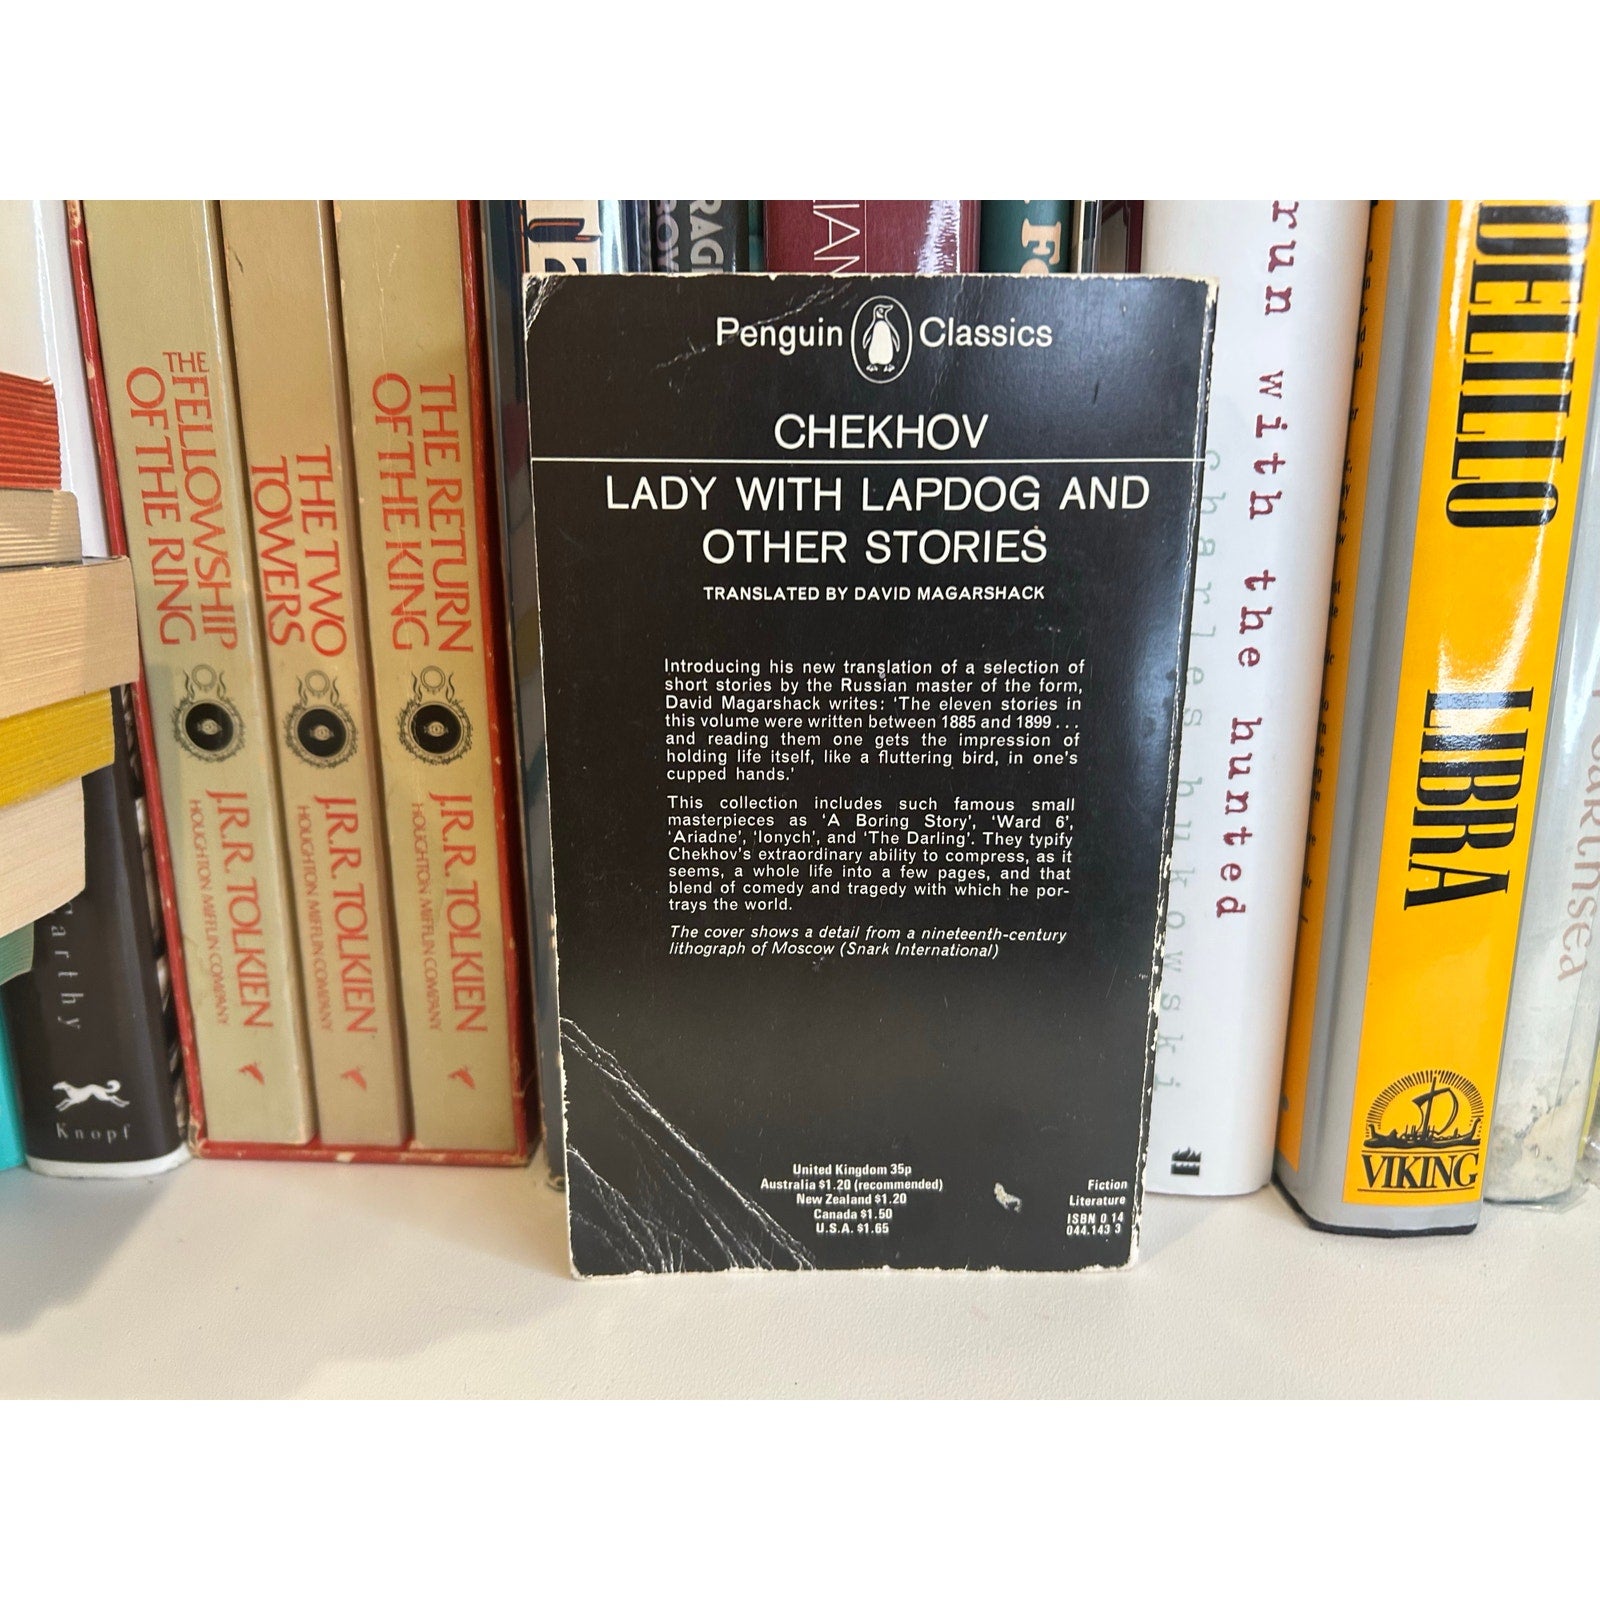 Penguin Classics
CHEKHOV
LADY WITH LAPDOG AND
OTHER STORIES
TRANSLATED BY DAVID MAGARSHACK
Introducing his new translation of a selection of
short stories by the Russian master of the form,
David Magarshack writes: 'The eleven stories in
this volume were written between 1885 and 1899 . . .
and reading them one gets the impression of
holding life itself, like a fluttering bird, in one's
cupped hands.'
This collection includes such famous small
masterpieces as 'A Boring Story', 'Ward 6',
'Ariadne', 'Ionych', and 'The Darling'. They typify
Chekhov's extraordinary ability to compress, as it
seems, a whole life into a few pages, and that
blend of comedy and tragedy with which he por-
trays the world.
The cover shows a detail from a nineteenth-century
lithograph of Moscow (Snark International)
United Kingdom 35p
Australia $1.20 (recommended)
New Zealand $1.20
Canada $1.50
U.S.A. $1.65
Fiction
Literature
ISBN 0 14
044.143 3
arthy
Knopf
THE FELLOWSHIP
OF THE RING
J.R.R. TOLKIEN
HOUGHTON MIFFLIN COMPANY
THE TWO
TOWERS
J.R.R. TOLKIEN
HOUGHTON MIFFLIN COMPANY
THE RETURN
OF THE KING
J.R.R. TOLKIEN
HOUGHTON MIFFLIN COMPANY
run with the hunted
charles bukowski
DELILLO
LIBRA
VIKING